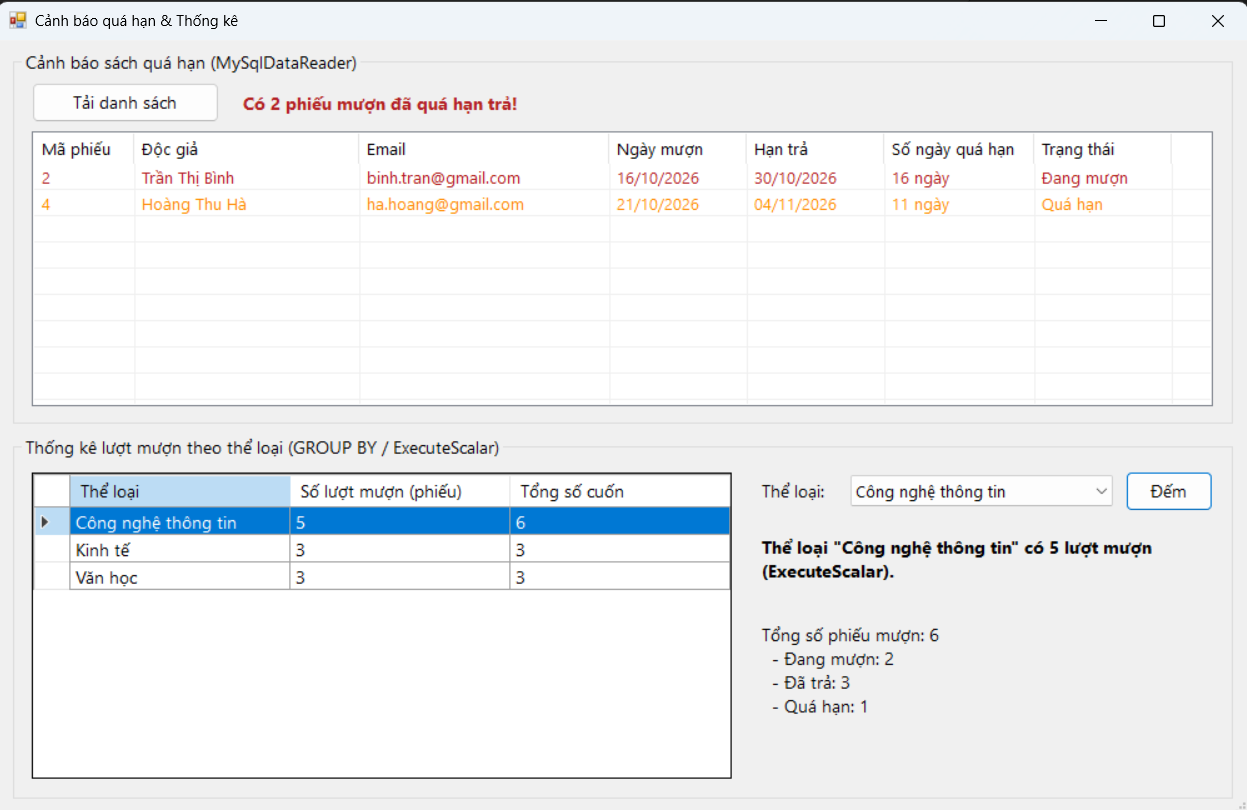 Cảnh báo quá hạn & Thống kê
Cảnh báo sách quá hạn (MySqlDataReader)
Tải danh sách
Có 2 phiếu mượn đã quá hạn trả!
Mã phiếu Độc giả Email Ngày mượn Hạn trả Số ngày quá hạn Trạng thái
2 Trần Thị Bình binh.tran@gmail.com 16/10/2026 30/10/2026 16 ngày Đang mượn
4 Hoàng Thu Hà ha.hoang@gmail.com 21/10/2026 04/11/2026 11 ngày Quá hạn
Thống kê lượt mượn theo thể loại (GROUP BY / ExecuteScalar)
Thể loại Số lượt mượn (phiếu) Tổng số cuốn
Công nghệ thông tin 5 6
Kinh tế 3 3
Văn học 3 3
Thể loại: Công nghệ thông tin Đếm
Thể loại "Công nghệ thông tin" có 5 lượt mượn
(ExecuteScalar).
Tổng số phiếu mượn: 6
- Đang mượn: 2
- Đã trả: 3
- Quá hạn: 1